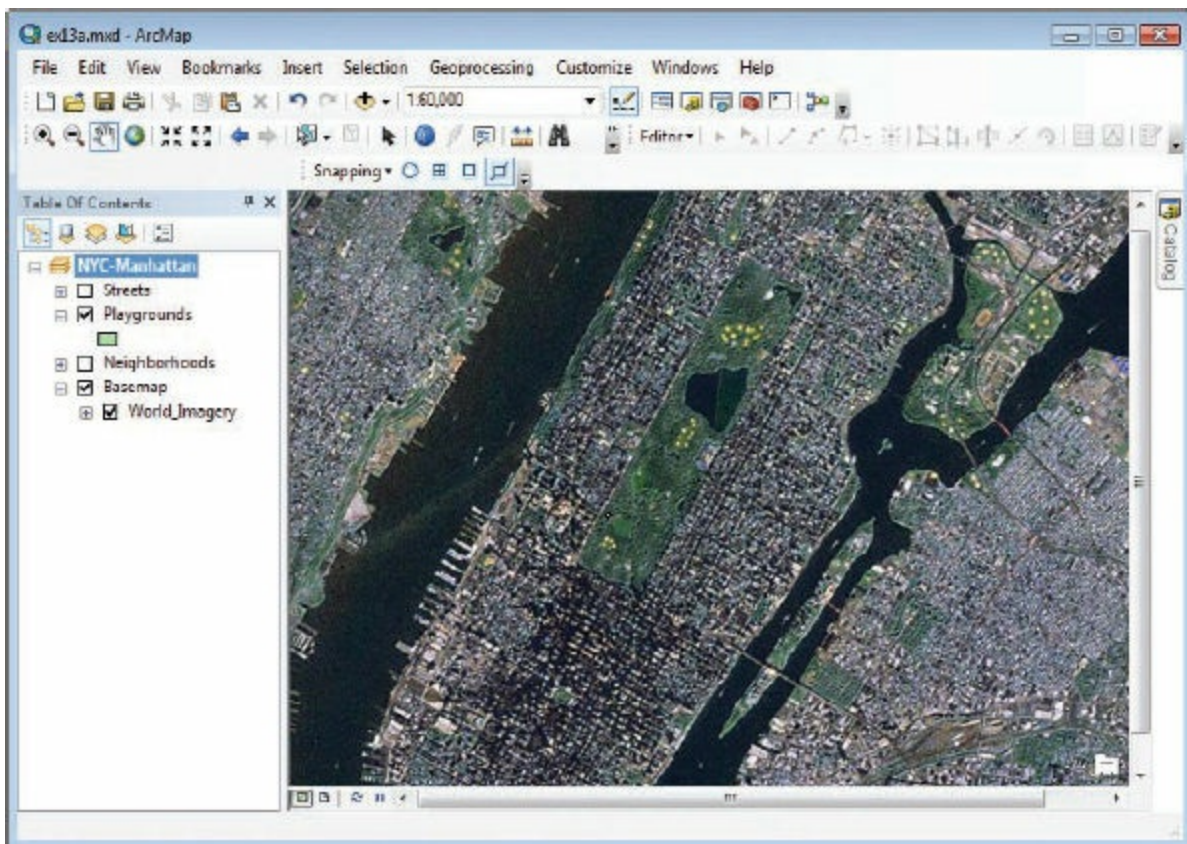 ex13a.mxd - ArcMap
File Edit View Bookmarks Insert Selection Geoprocessing Customize Windows Help
1:60,000
Editor
Snapping
Table Of Contents
NYC-Manhattan
Streets
Playgrounds
Neighborhoods
Basemap
World_Imagery
Catalog